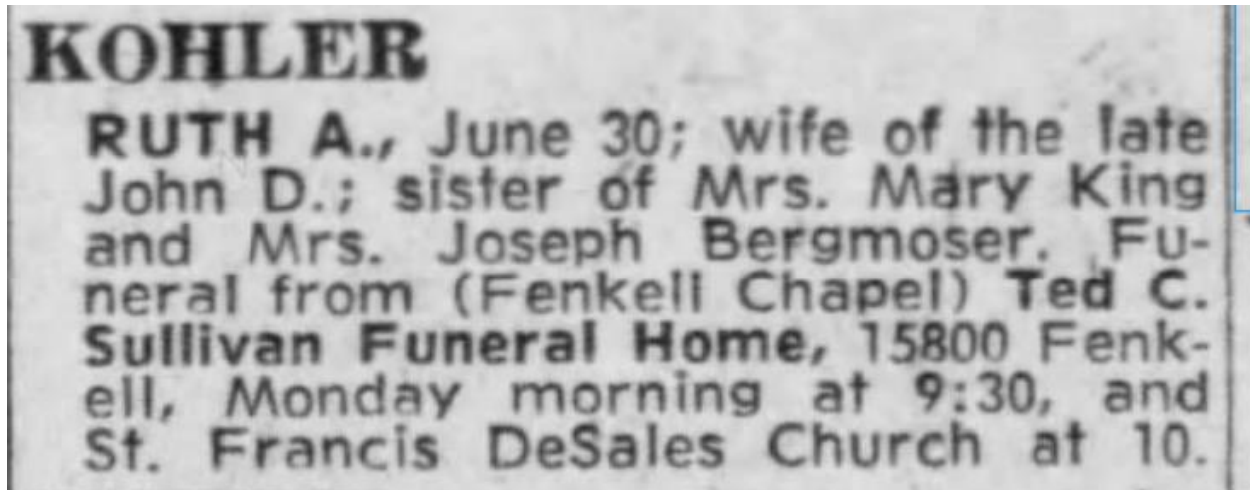 KOHLER
RUTH A., June 30; wife of the late
John D.; sister of Mrs. Mary King
and Mrs. Joseph Bergmoser. Fu-
neral from (Fenkell Chapel) Ted C.
Sullivan Funeral Home, 15800 Fenk-
ell, Monday morning at 9:30, and
St. Francis DeSales Church at 10.